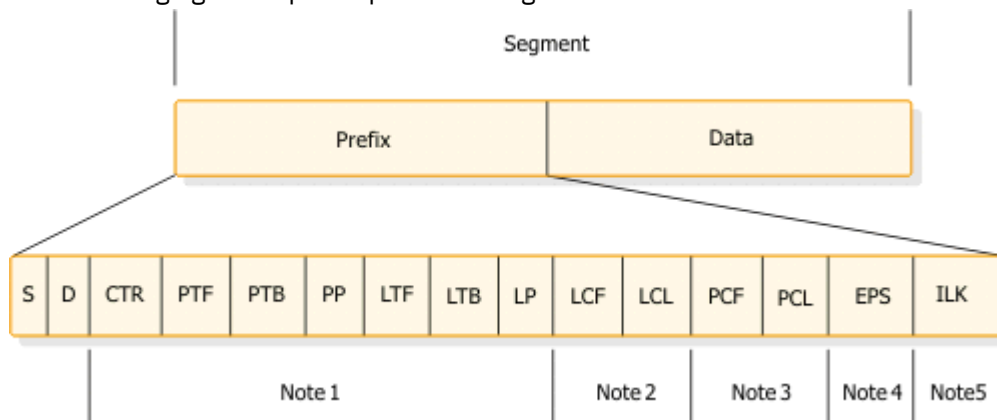 Segment
Prefix Data
S D CTR PTF PTB PP LTF LTB LP LCF LCL PCF PCL EPS ILK
Note 1 Note 2 Note 3 Note 4 Note5